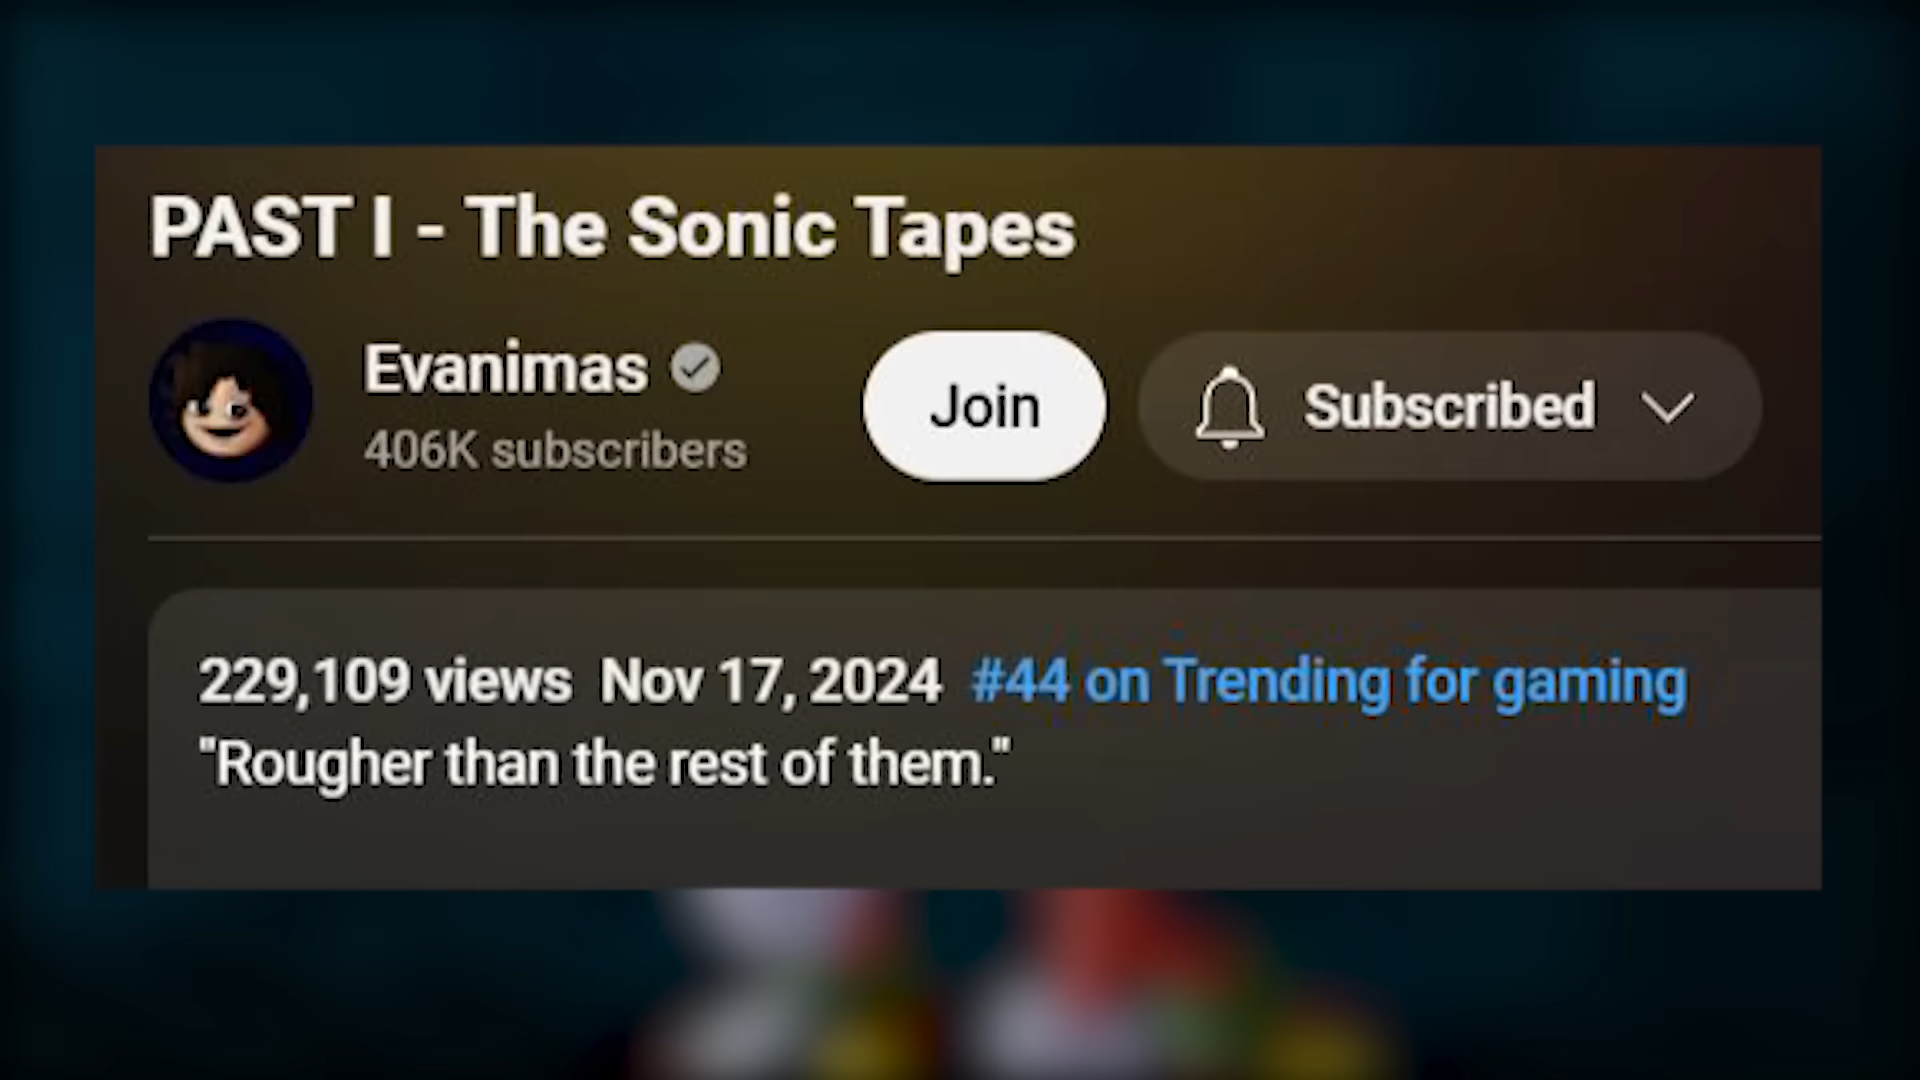 PAST I - The Sonic Tapes
Evanimas
406K subscribers
Join
Subscribed
229,109 views Nov 17, 2024 #44 on Trending for gaming
"Rougher than the rest of them."